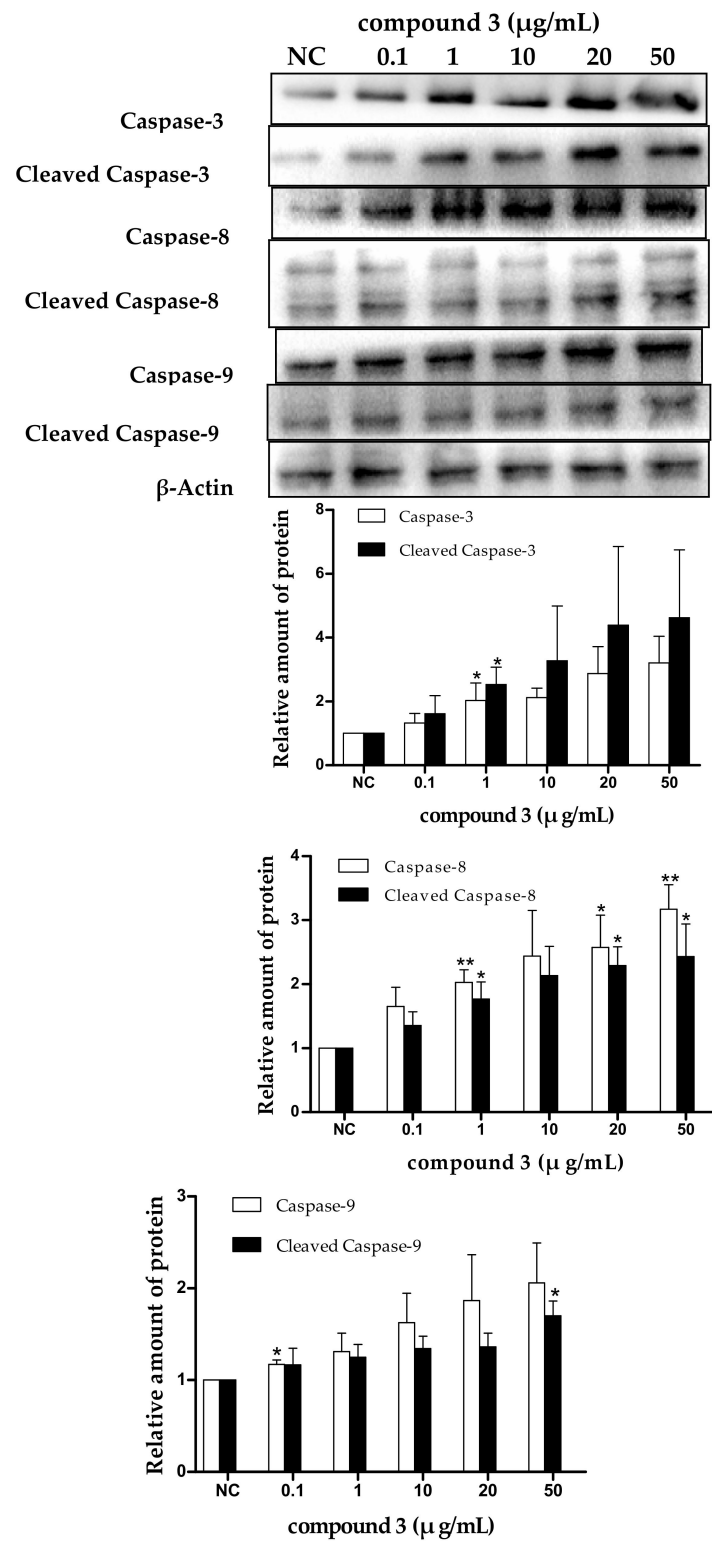 compound 3 (μg/mL)
NC 0.1 1 10 20 50
Caspase-3
Cleaved Caspase-3
Caspase-8
Cleaved Caspase-8
Caspase-9
Cleaved Caspase-9
β-Actin
Relative amount of protein
8
6
4
2
0
Caspase-3
Cleaved Caspase-3
* *
NC 0.1 1 10 20 50
compound 3 (μ g/mL)
Relative amount of protein
4
3
2
1
0
Caspase-8
Cleaved Caspase-8
** * * * ** *
NC 0.1 1 10 20 50
compound 3 (μ g/mL)
Relative amount of protein
3
2
1
0
Caspase-9
Cleaved Caspase-9
* *
NC 0.1 1 10 20 50
compound 3 (μ g/mL)